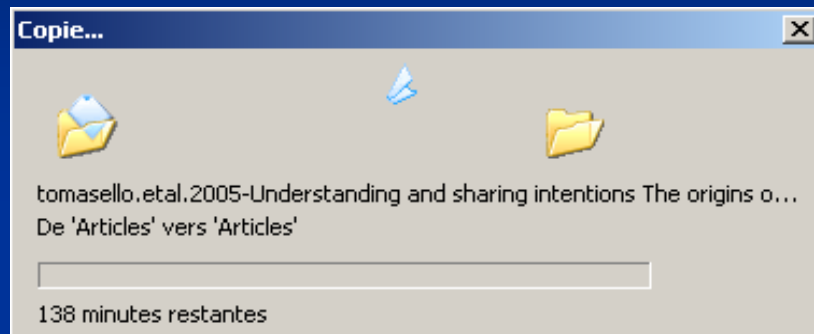 Copie...
tomasello.etal.2005-Understanding and sharing intentions The origins o...
De 'Articles' vers 'Articles'
138 minutes restantes